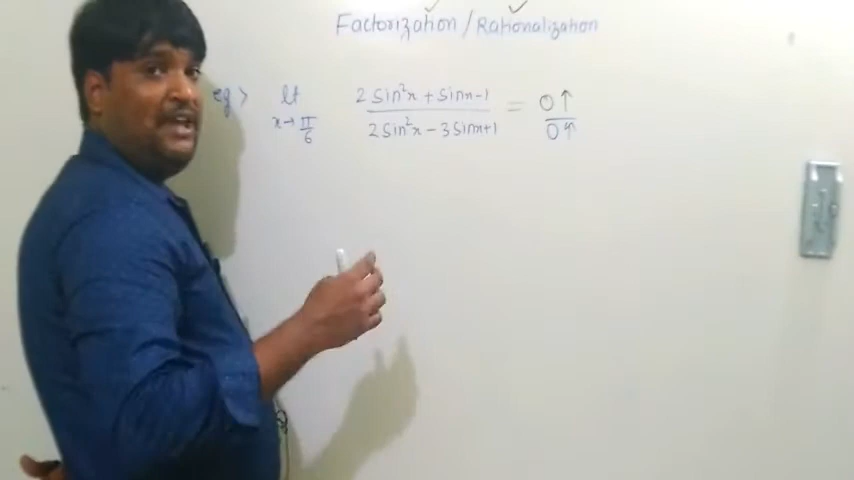 Factorization / Rationalization
eg > lt x→π/6 2 Sin²x + Sinx-1 / 2 Sin²x - 3 Sinx+1 = 0↑ / 0↑